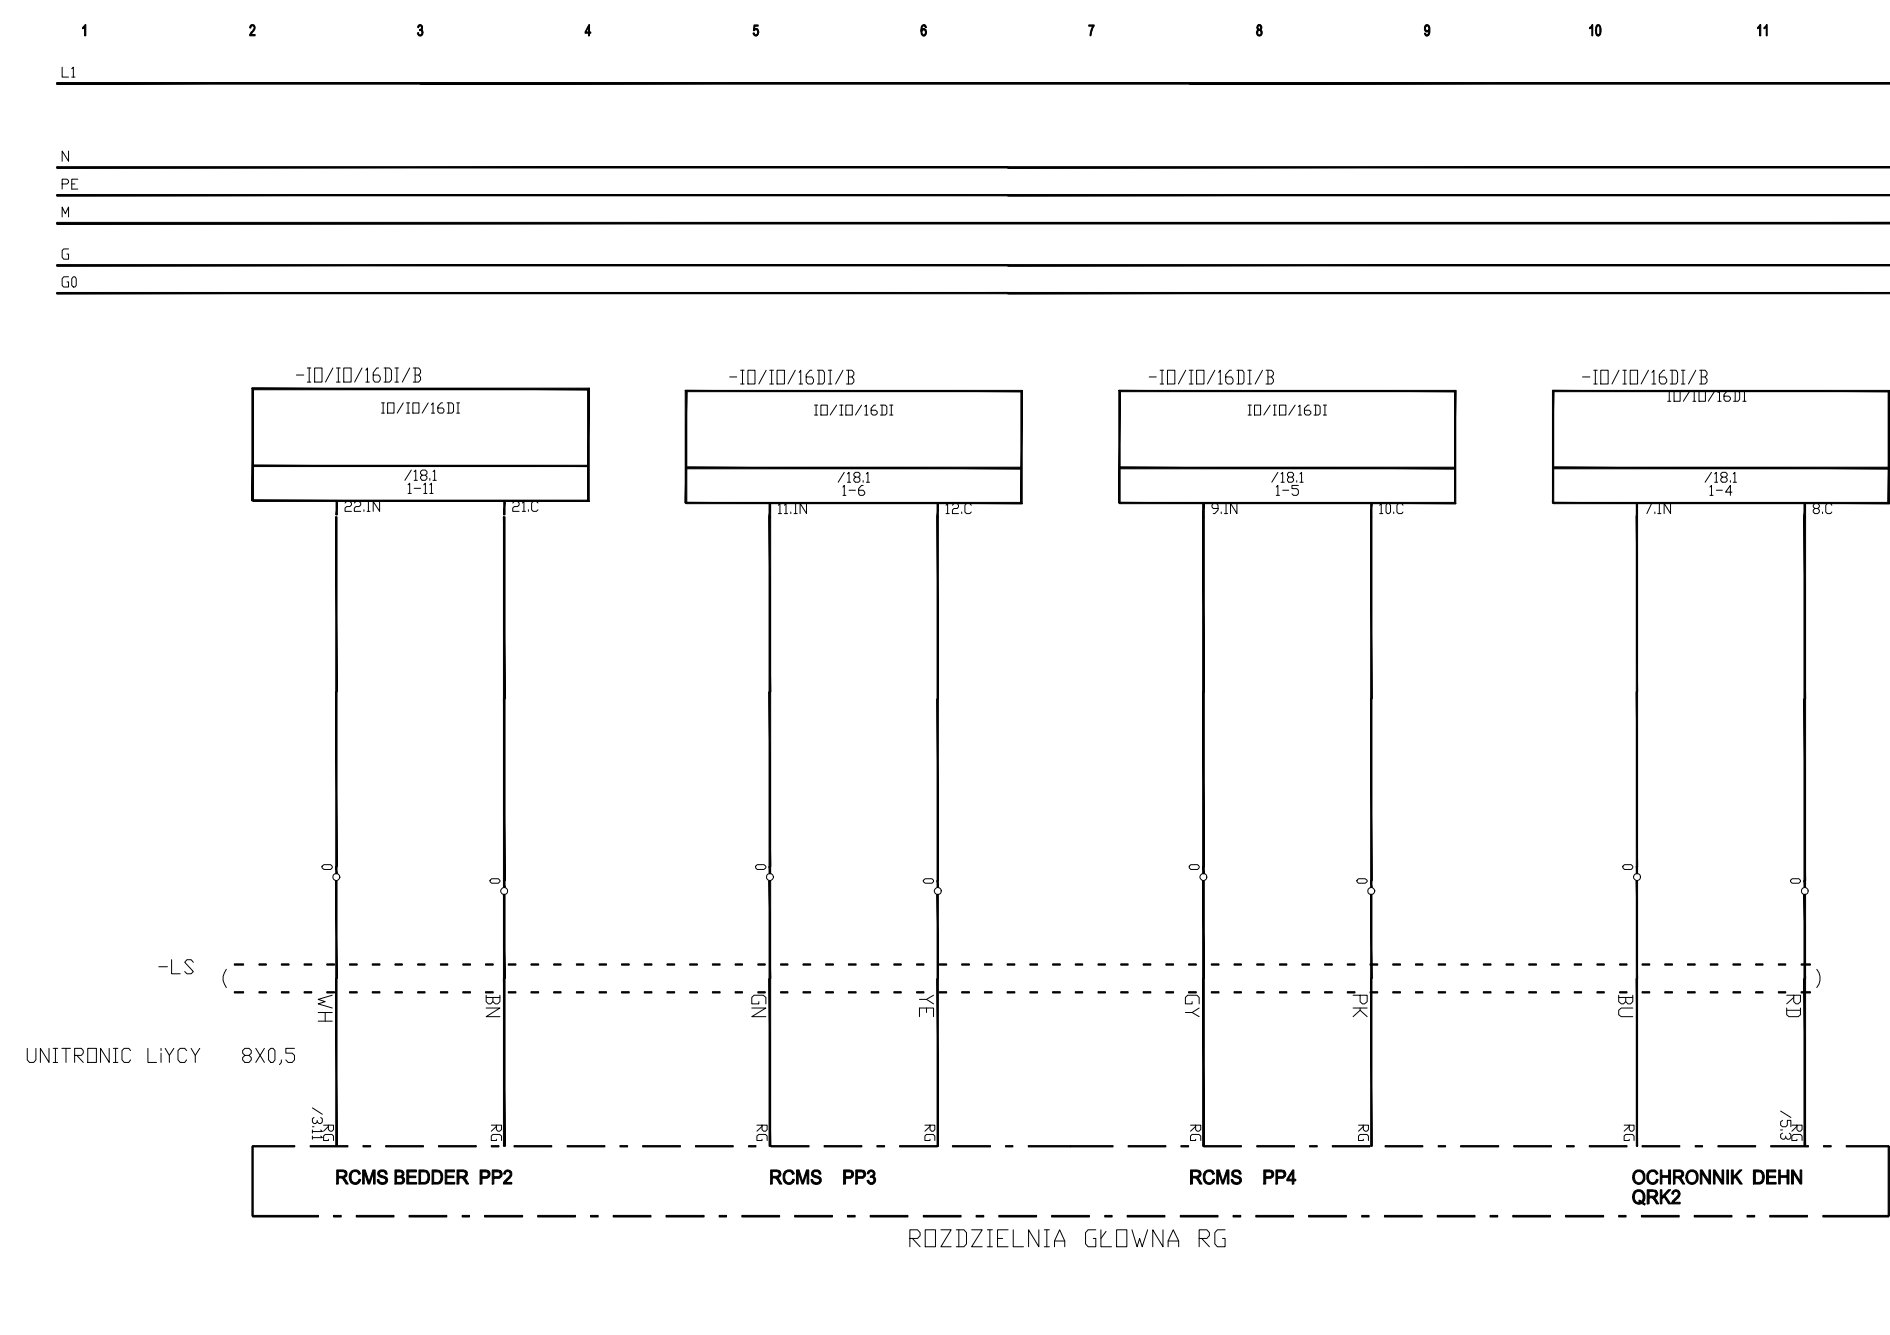 1 2 3 4 5 6 7 8 9 10 11
L1
N
PE
M
G
G0
-IO/IO/16DI/B -IO/IO/16DI/B -IO/IO/16DI/B -IO/IO/16DI/B
IO/IO/16DI IO/IO/16DI IO/IO/16DI IO/IO/16DI
/18.1 /18.1 /18.1 /18.1
1-11 1-6 1-5 1-4
22.IN 21.C 11.IN 12.C 9.IN 10.C 7.IN 8.C
0 0 0 0 0 0 0 0
-LS
WH BN GN YE GY PK BU RD
UNITRONIC LiYCY 8X0,5
/3.11 RG RG RG RG RG RG RG /5.3 RG
RCMS BEDDER PP2 RCMS PP3 RCMS PP4 OCHRONNIK DEHN
QRK2
ROZDZIELNIA GŁOWNA RG